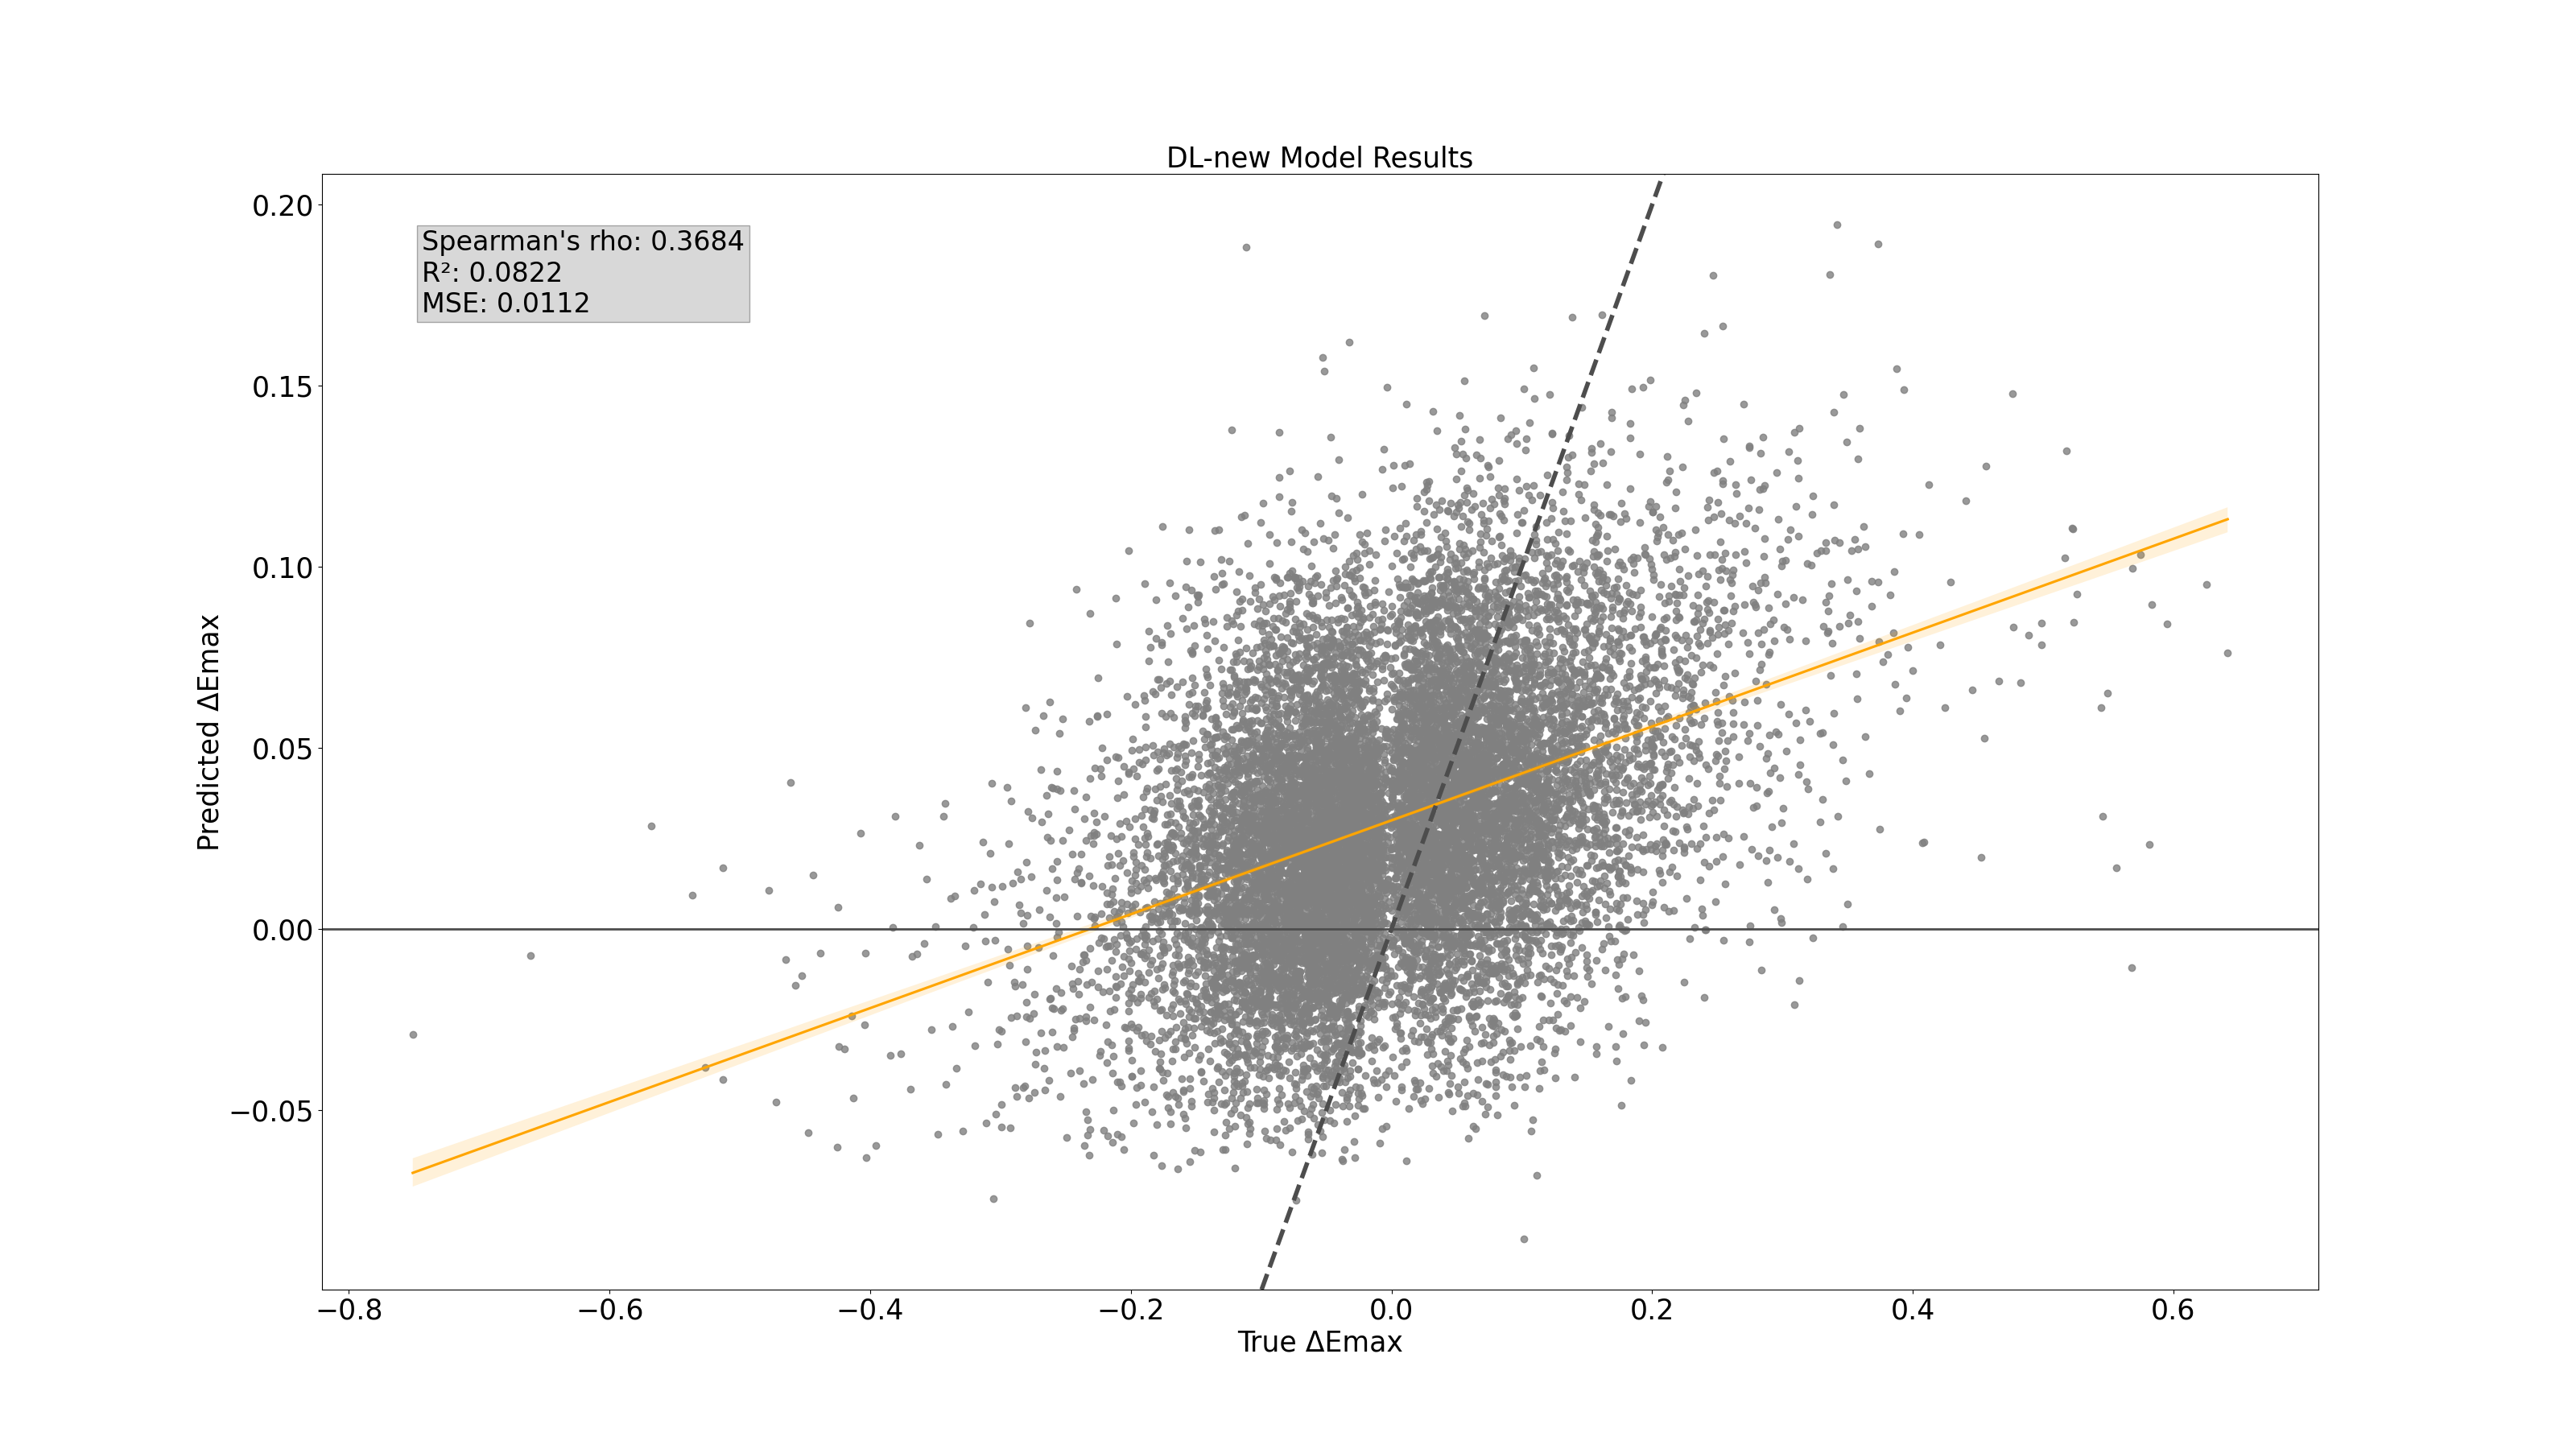 DL-new Model Results
Spearman's rho: 0.3684
R²: 0.0822
MSE: 0.0112
0.20
0.15
0.10
0.05
0.00
−0.05
Predicted ΔEmax
−0.8 −0.6 −0.4 −0.2 0.0 0.2 0.4 0.6
True ΔEmax